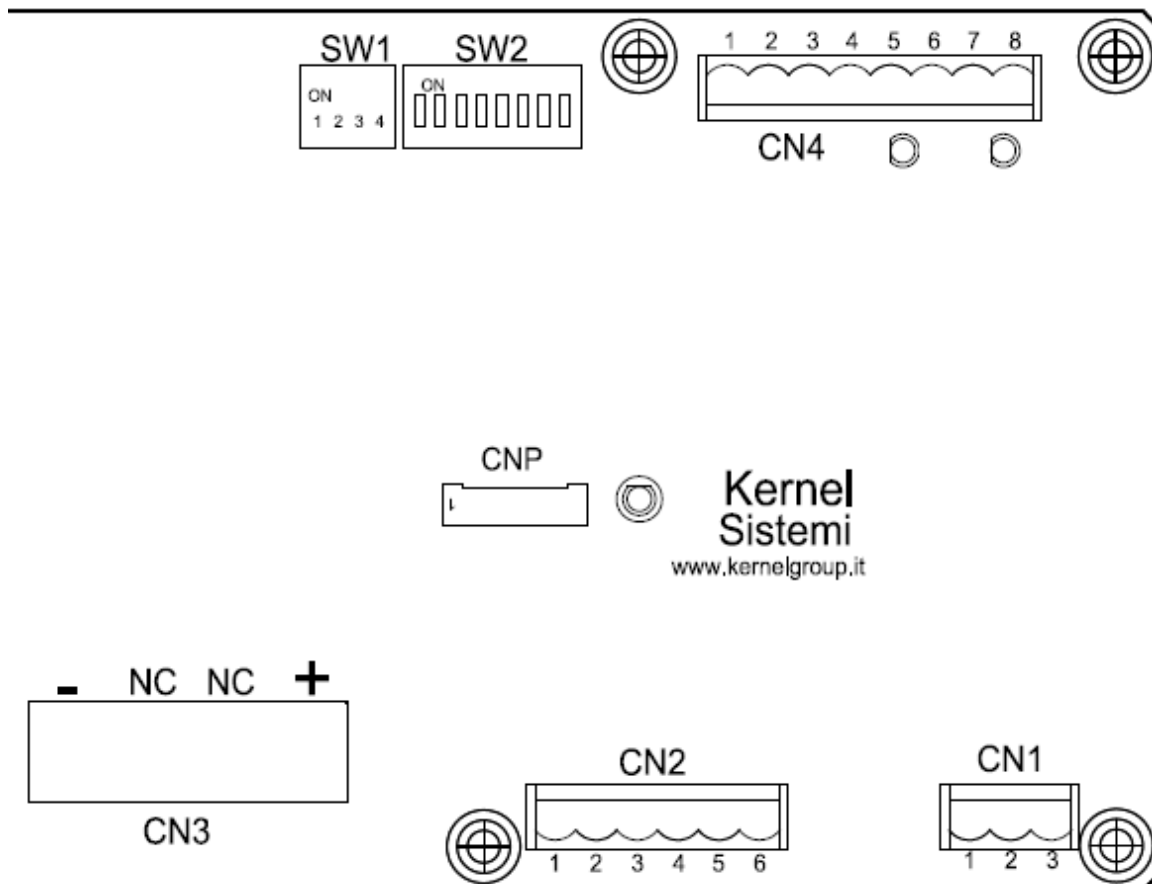 SW1 SW2
1 2 3 4 5 6 7 8
ON
ON
1 2 3 4
CN4
CNP
1
Kernel
Sistemi
www.kernelgroup.it
- NC NC +
CN2
CN1
CN3
1 2 3 4 5 6
1 2 3